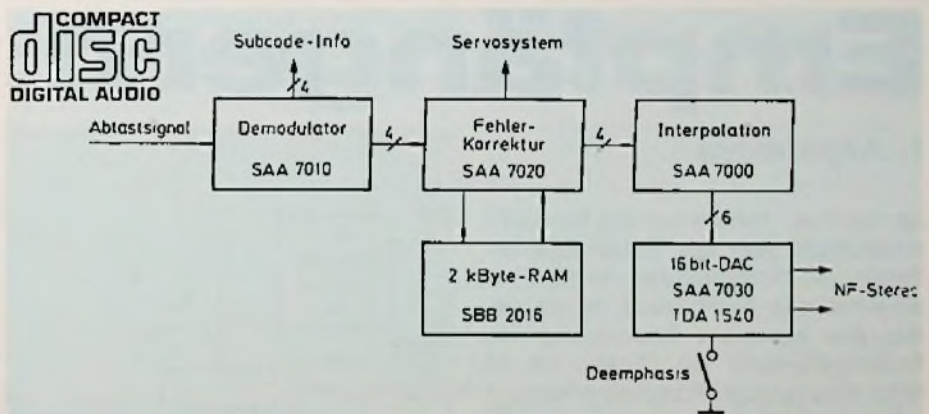 COMPACT
disc
DIGITAL AUDIO
Subcode-Info
Servosystem
4
Abtastsignal
Demodulator
SAA 7010
4
Fehler-
Korrektur
SAA 7020
4
Interpolation
SAA 7000
6
2 kByte-RAM
SBB 2016
16 bit-DAC
SAA 7030
TDA 1540
NF-Stereo
Deemphasis